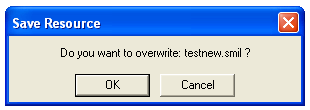 Save Resource
Do you want to overwrite: testnew.smil ?
OK
Cancel